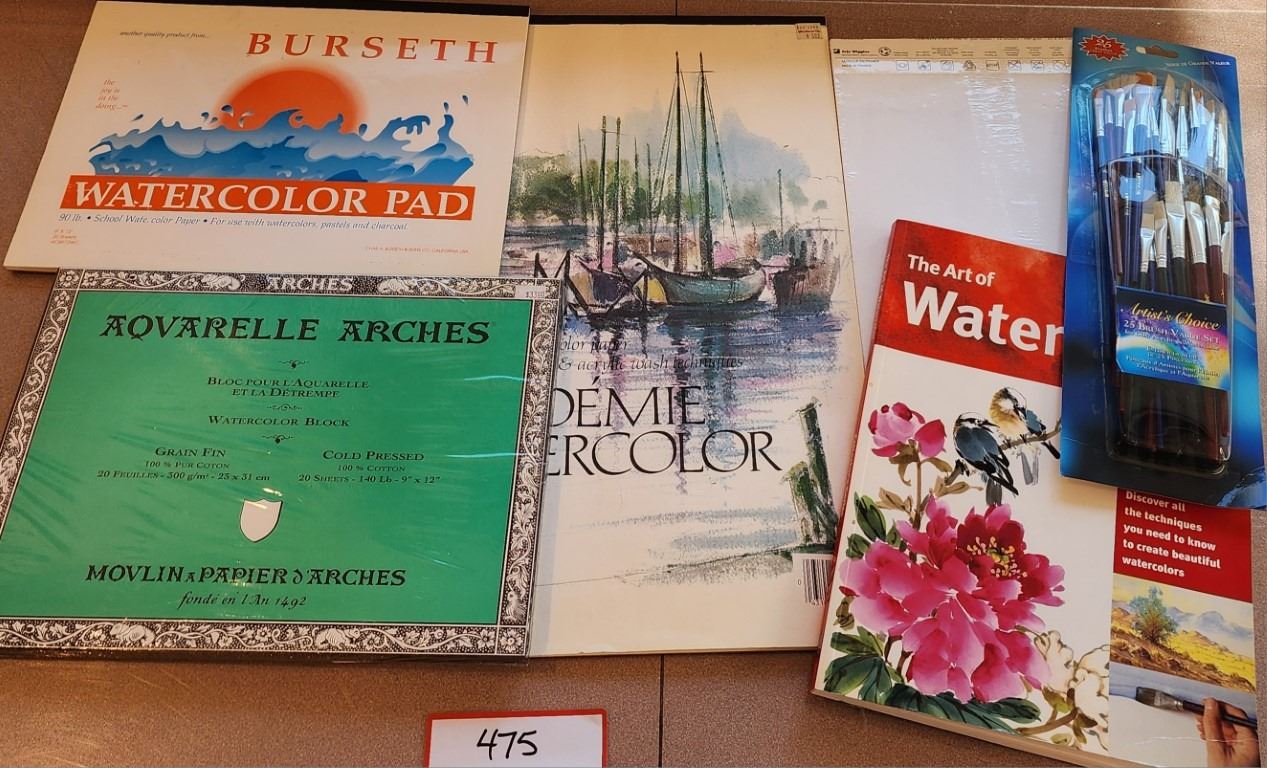 another quality product from...
BURSETH
the
joy is
in the
doing...~
WATERCOLOR PAD
90 lb. • School Water color Paper • For use with watercolors, pastels and charcoal.
ARCHES
AQVARELLE ARCHES
BLOC POUR L'AQUARELLE
ET LA DÉTREMPE
WATERCOLOR BLOCK
GRAIN FIN
100 % PUR COTON
20 FEUILLES - 300 g/m² - 23 x 31 cm
COLD PRESSED
100 % COTTON
20 SHEETS - 140 Lb - 9" x 12"
MOVLIN A PAPIER D'ARCHES
fondé en l'An 1492
color paper
& acrylic wash techniques
DÉMIE
ERCOLOR
The Art of
Water
Discover all
the techniques
you need to know
to create beautiful
watercolors
25
Artist's Choice
25 BRUSH VALUE SET
475